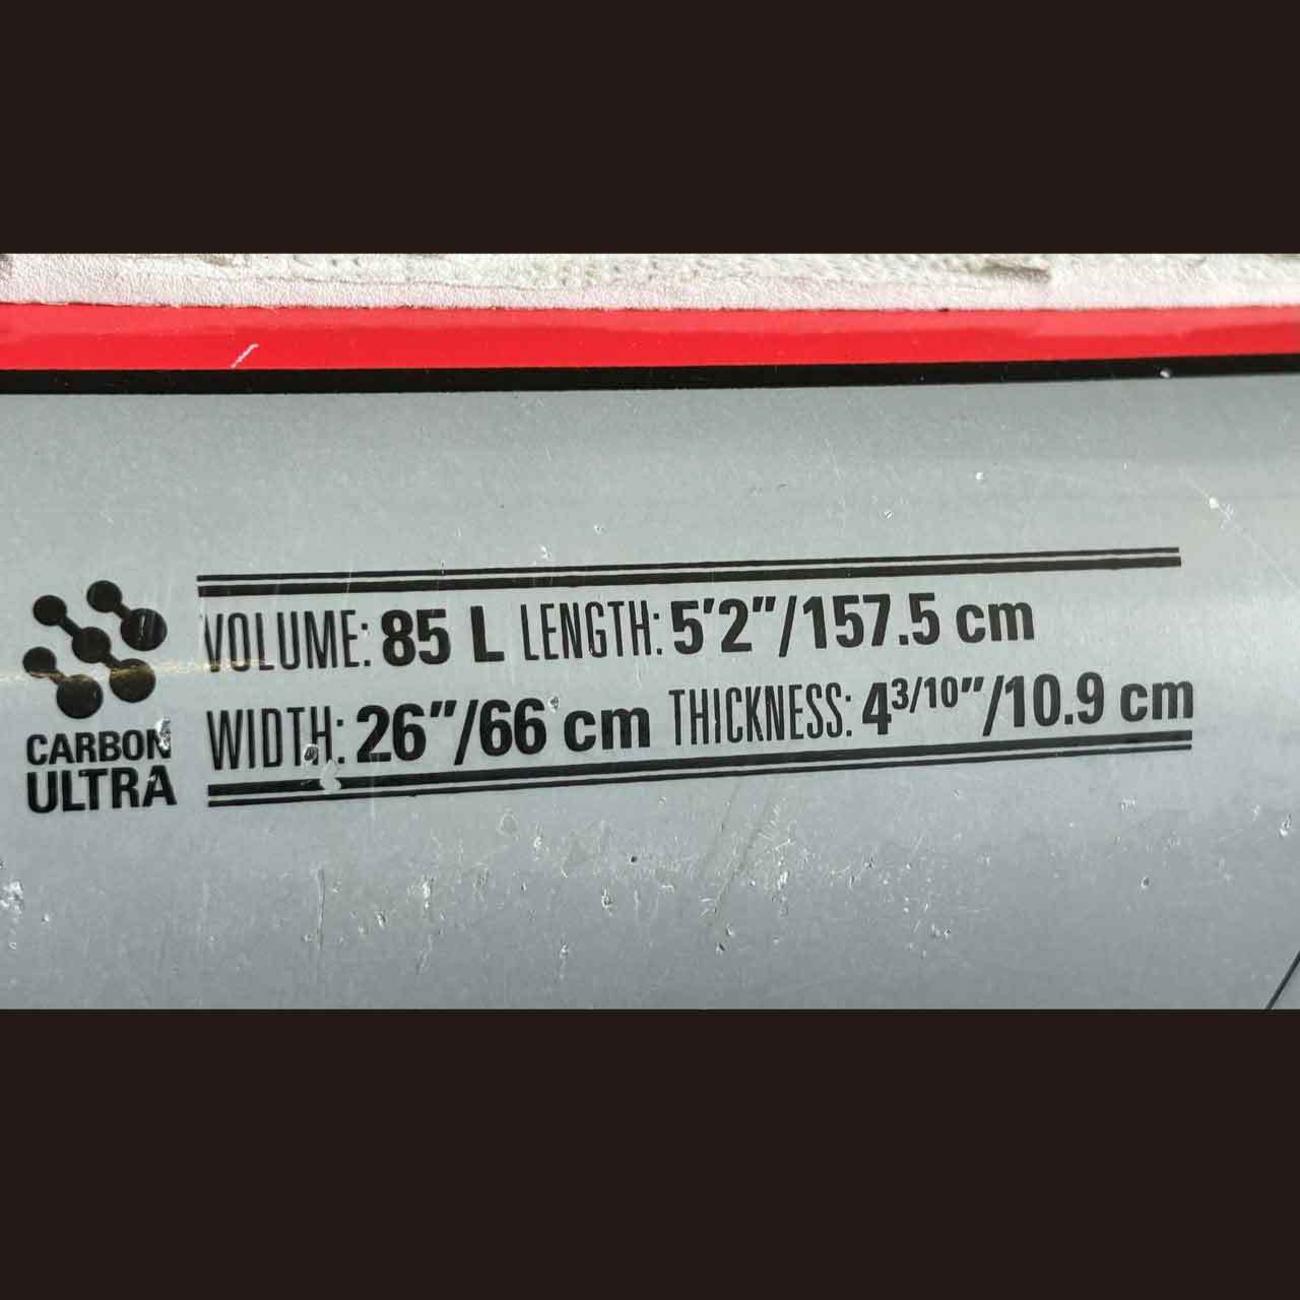 VOLUME: 85 L LENGTH: 5'2"/157.5 cm
WIDTH: 26"/66 cm THICKNESS: 4 3/10"/10.9 cm
CARBON
ULTRA